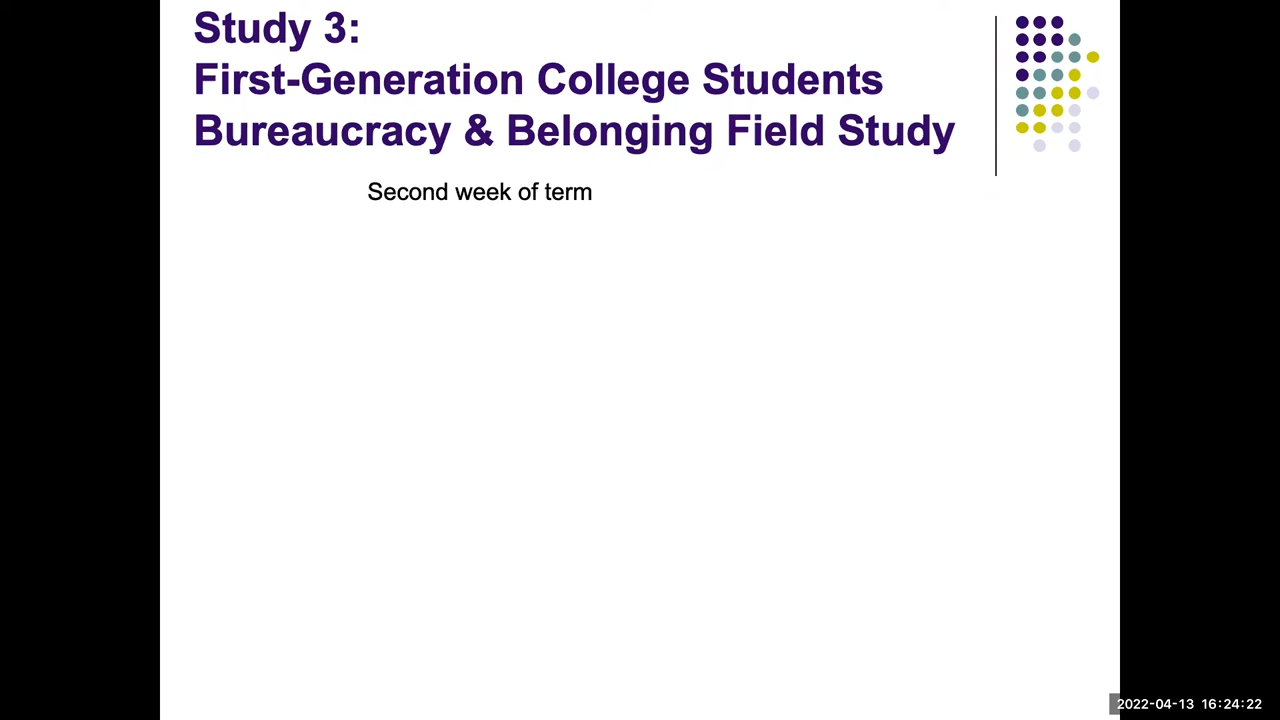 Study 3:
First-Generation College Students
Bureaucracy & Belonging Field Study
Second week of term
2022-04-13 16:24:22